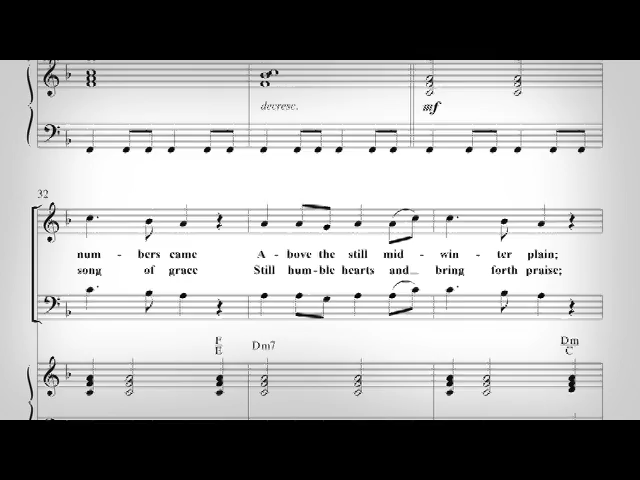 decresc. mf
32
num - bers came A - bove the still mid - win - ter plain;
song of grace Still hum - ble hearts and bring forth praise;
F Dm7 Dm
E C